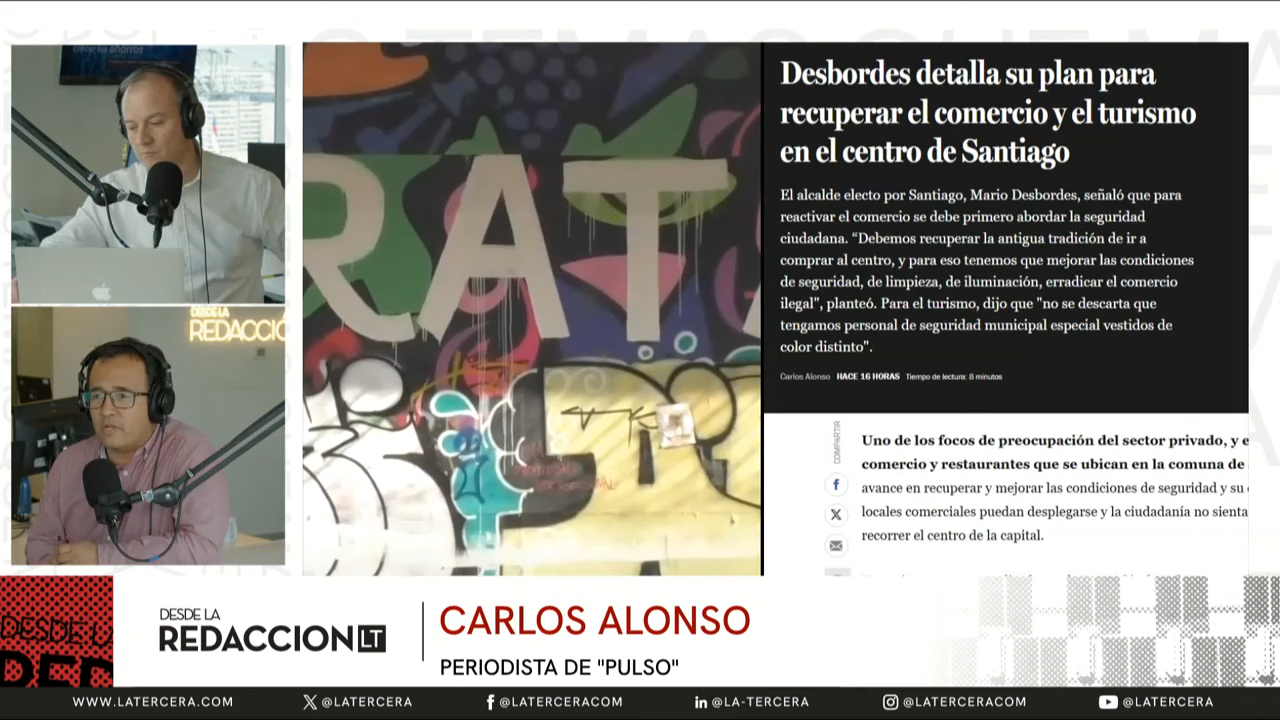 DESDE LA
REDACCIO
RAT
Desbordes detalla su plan para
recuperar el comercio y el turismo
en el centro de Santiago
El alcalde electo por Santiago, Mario Desbordes, señaló que para
reactivar el comercio se debe primero abordar la seguridad
ciudadana. “Debemos recuperar la antigua tradición de ir a
comprar al centro, y para eso tenemos que mejorar las condiciones
de seguridad, de limpieza, de iluminación, erradicar el comercio
ilegal", planteó. Para el turismo, dijo que "no se descarta que
tengamos personal de seguridad municipal especial vestidos de
color distinto".
Carlos Alonso HACE 16 HORAS Tiempo de lectura: 8 minutos
COMPARTIR
Uno de los focos de preocupación del sector privado, y e
comercio y restaurantes que se ubican en la comuna de
avance en recuperar y mejorar las condiciones de seguridad y su
locales comerciales puedan desplegarse y la ciudadanía no sienta
recorrer el centro de la capital.
DESDE LA
RED
DESDE LA
REDACCION LT
CARLOS ALONSO
PERIODISTA DE "PULSO"
WWW.LATERCERA.COM
@LATERCERA
@LATERCERACOM
@LA-TERCERA
@LATERCERACOM
@LATERCERA